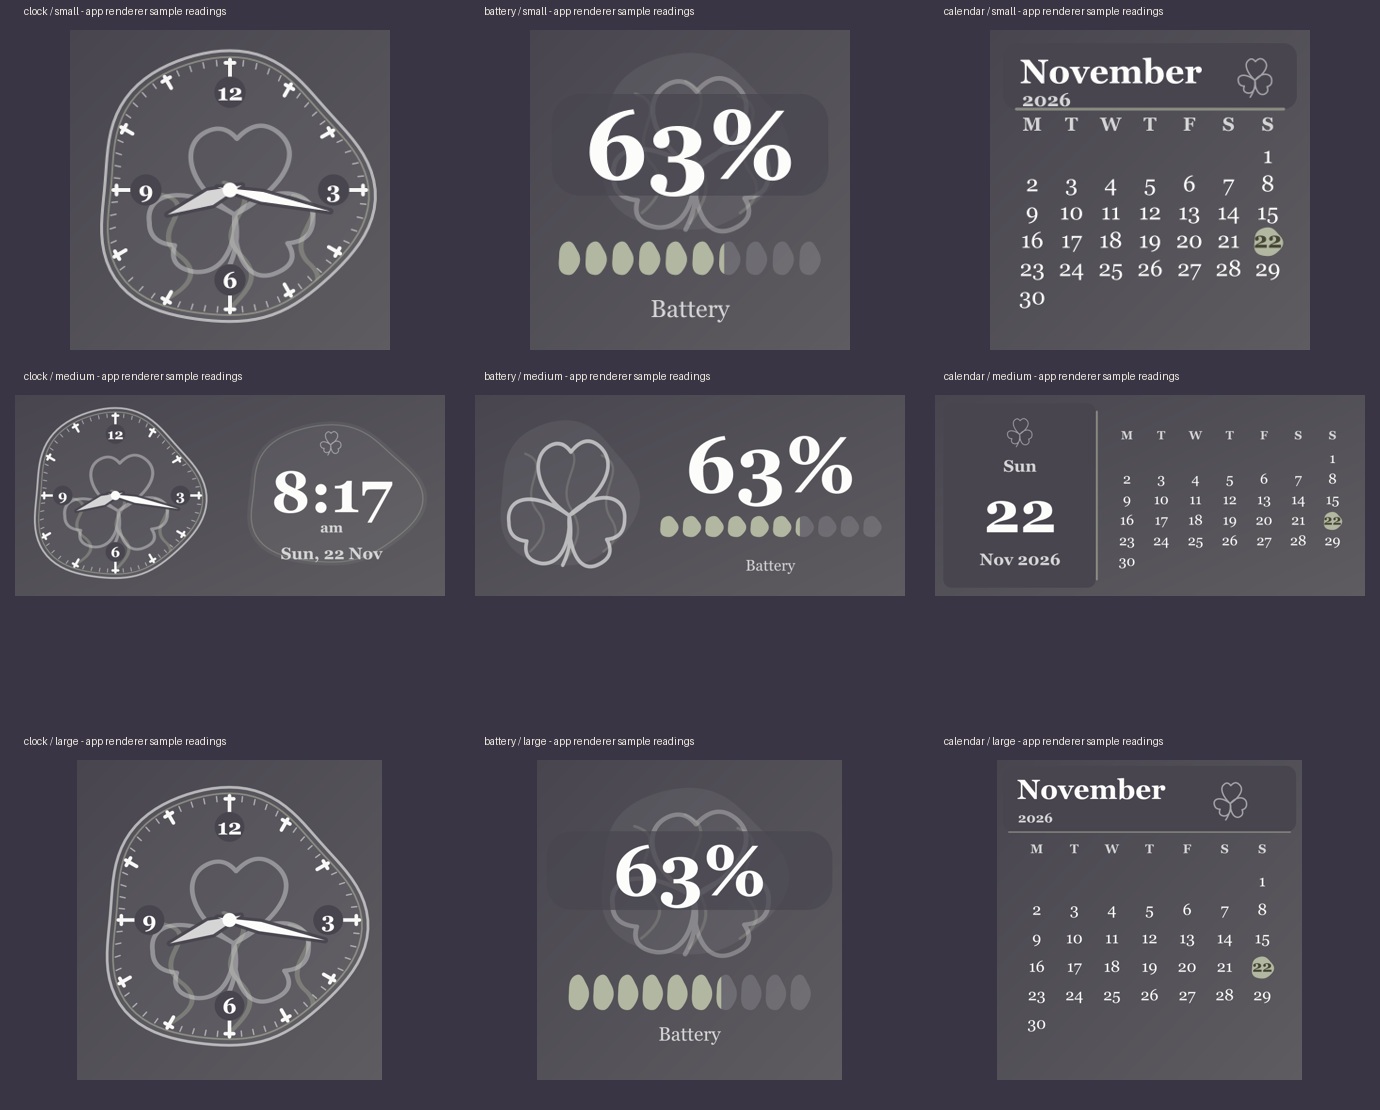 clock / small - app renderer sample readings
12
9
3
6
battery / small - app renderer sample readings
63%
Battery
calendar / small - app renderer sample readings
November
2026
M T W T F S S
1
2 3 4 5 6 7 8
9 10 11 12 13 14 15
16 17 18 19 20 21 22
23 24 25 26 27 28 29
30
clock / medium - app renderer sample readings
12
9
3
6
8:17
am
Sun, 22 Nov
battery / medium - app renderer sample readings
63%
Battery
calendar / medium - app renderer sample readings
Sun
22
Nov 2026
M T W T F S S
1
2 3 4 5 6 7 8
9 10 11 12 13 14 15
16 17 18 19 20 21 22
23 24 25 26 27 28 29
30
clock / large - app renderer sample readings
12
9
3
6
battery / large - app renderer sample readings
63%
Battery
calendar / large - app renderer sample readings
November
2026
M T W T F S S
1
2 3 4 5 6 7 8
9 10 11 12 13 14 15
16 17 18 19 20 21 22
23 24 25 26 27 28 29
30